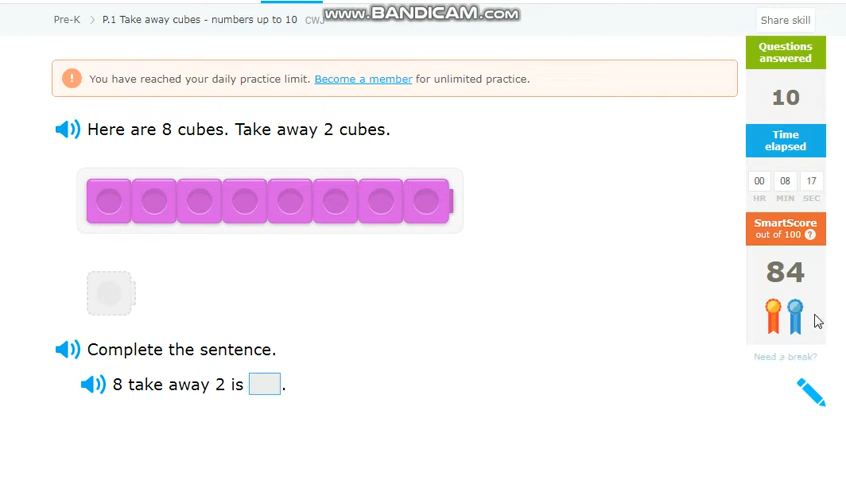 www.BANDICAM.com
Pre-K > P.1 Take away cubes - numbers up to 10 CWJ
Share skill
! You have reached your daily practice limit. Become a member for unlimited practice.
Questions answered
10
Here are 8 cubes. Take away 2 cubes.
Time elapsed
00 08 17
HR MIN SEC
SmartScore
out of 100 ?
84
Complete the sentence.
Need a break?
8 take away 2 is .